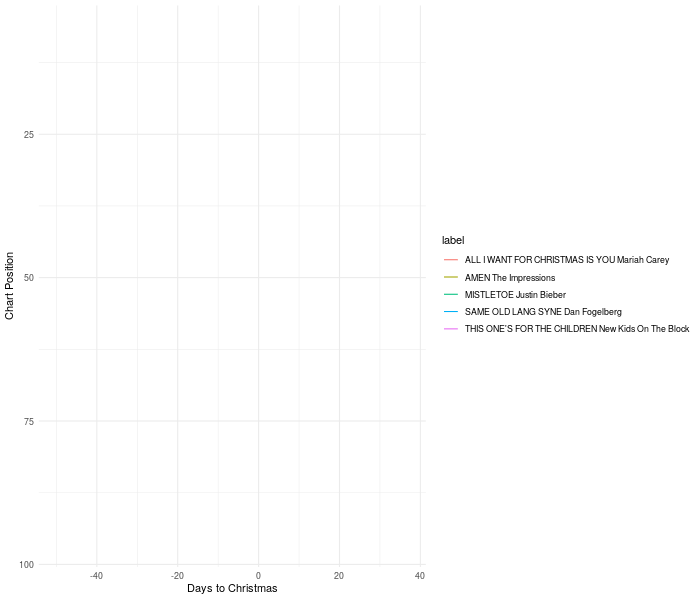 Chart Position
25
50
75
100
-40
-20
0
20
40
Days to Christmas
label
ALL I WANT FOR CHRISTMAS IS YOU Mariah Carey
AMEN The Impressions
MISTLETOE Justin Bieber
SAME OLD LANG SYNE Dan Fogelberg
THIS ONE'S FOR THE CHILDREN New Kids On The Block